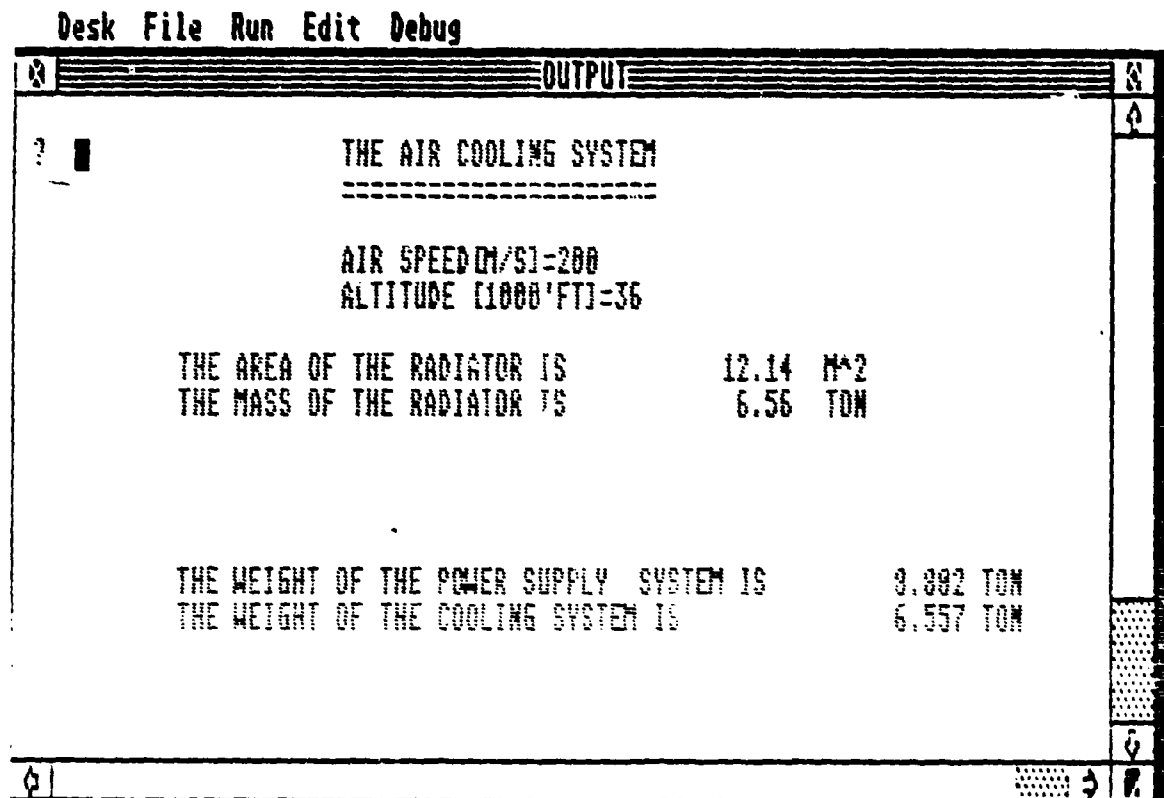 Desk File Run Edit Debug
OUTPUT
? THE AIR COOLING SYSTEM
======================
AIR SPEED[M/S]=200
ALTITUDE [1000'FT]=36
THE AREA OF THE RADIATOR IS 12.14 M^2
THE MASS OF THE RADIATOR IS 6.56 TON
THE WEIGHT OF THE POWER SUPPLY SYSTEM IS TON
THE WEIGHT OF THE COOLING SYSTEM IS 6.557 TON